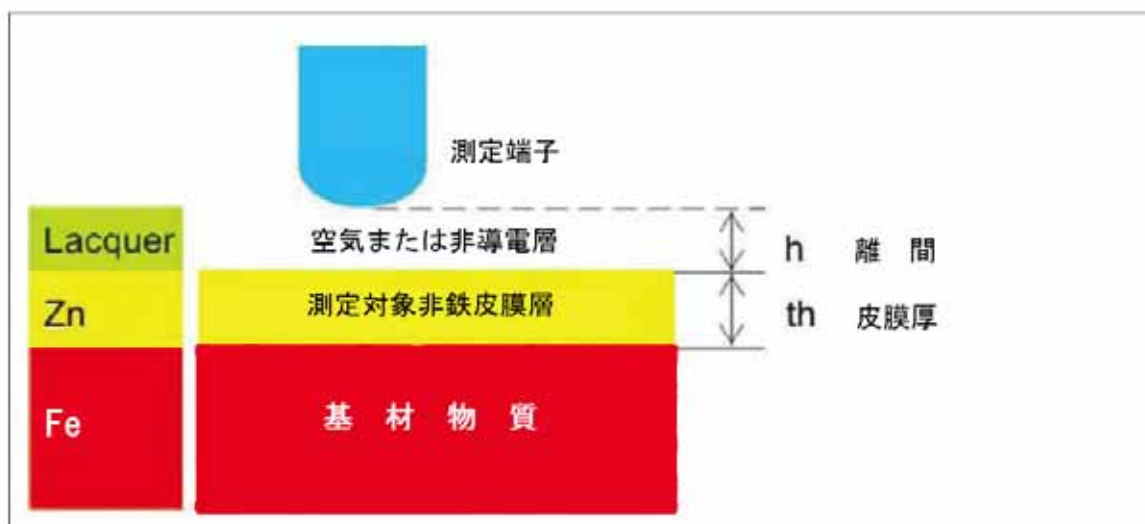 測定端子
Lacquer
空気または非導電層
h 離 間
Zn
測定対象非鉄皮膜層
th 皮膜厚
Fe
基 材 物 質